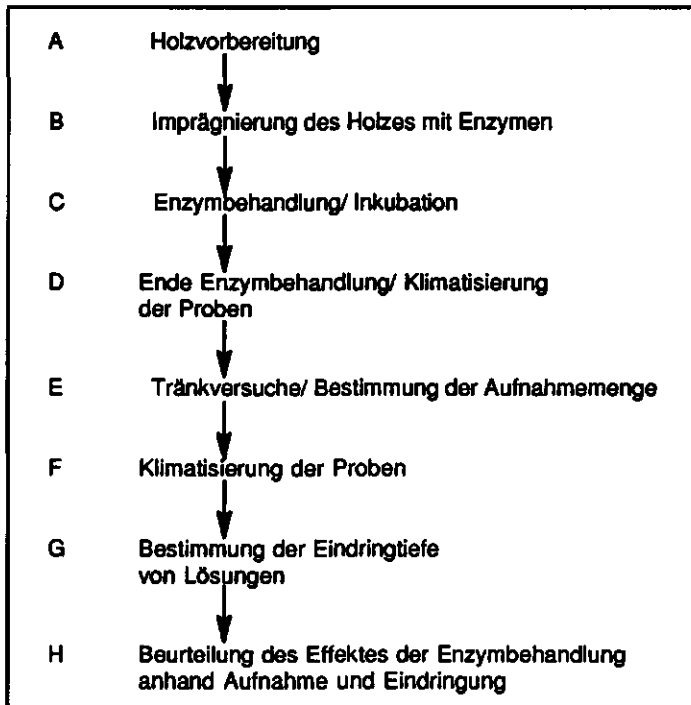 A Holzvorbereitung
B Imprägnierung des Holzes mit Enzymen
C Enzymbehandlung/ Inkubation
D Ende Enzymbehandlung/ Klimatisierung
der Proben
E Tränkversuche/ Bestimmung der Aufnahmemenge
F Klimatisierung der Proben
G Bestimmung der Eindringtiefe
von Lösungen
H Beurteilung des Effektes der Enzymbehandlung
anhand Aufnahme und Eindringung